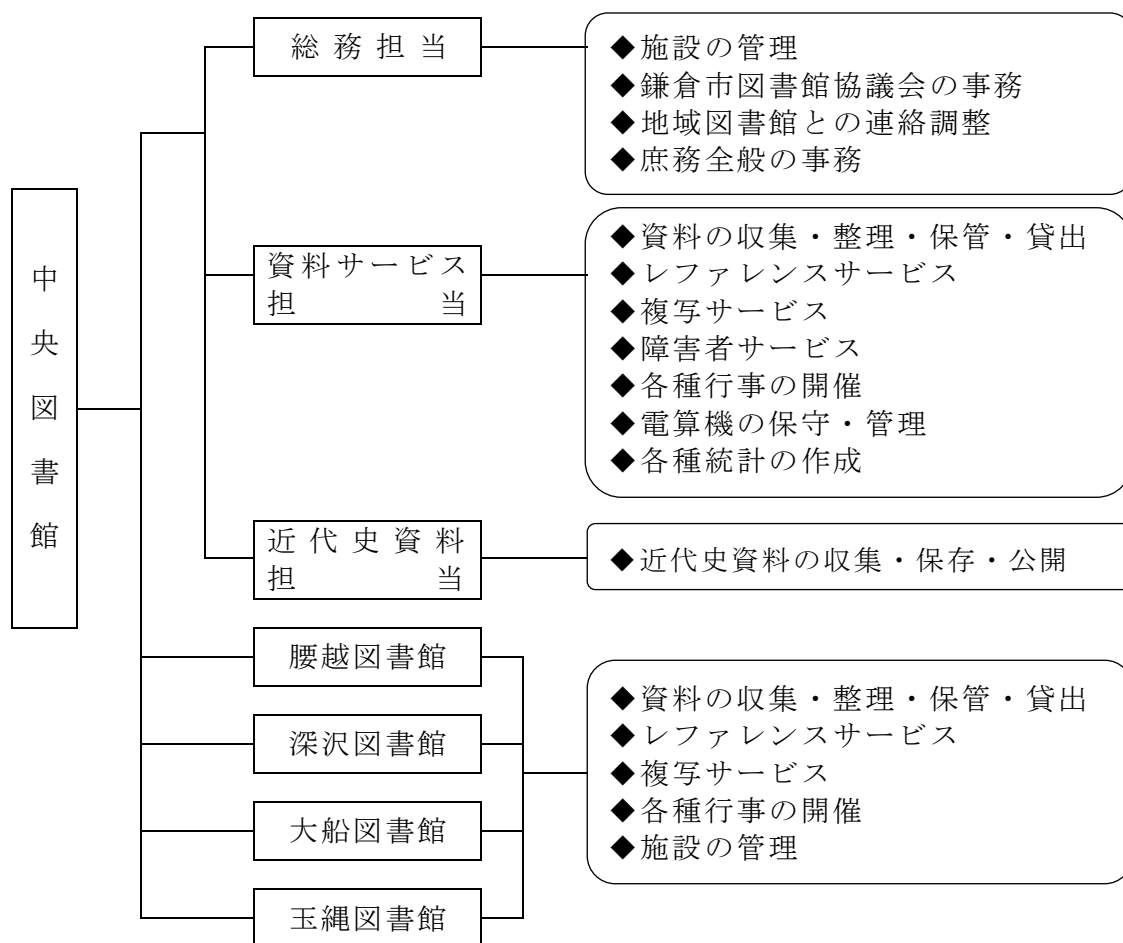 中央図書館
総務担当
◆施設の管理
◆鎌倉市図書館協議会の事務
◆地域図書館との連絡調整
◆庶務全般の事務
資料サービス
担当
◆資料の収集・整理・保管・貸出
◆レファレンスサービス
◆複写サービス
◆障害者サービス
◆各種行事の開催
◆電算機の保守・管理
◆各種統計の作成
近代史資料
担当
◆近代史資料の収集・保存・公開
腰越図書館
深沢図書館
大船図書館
玉縄図書館
◆資料の収集・整理・保管・貸出
◆レファレンスサービス
◆複写サービス
◆各種行事の開催
◆施設の管理